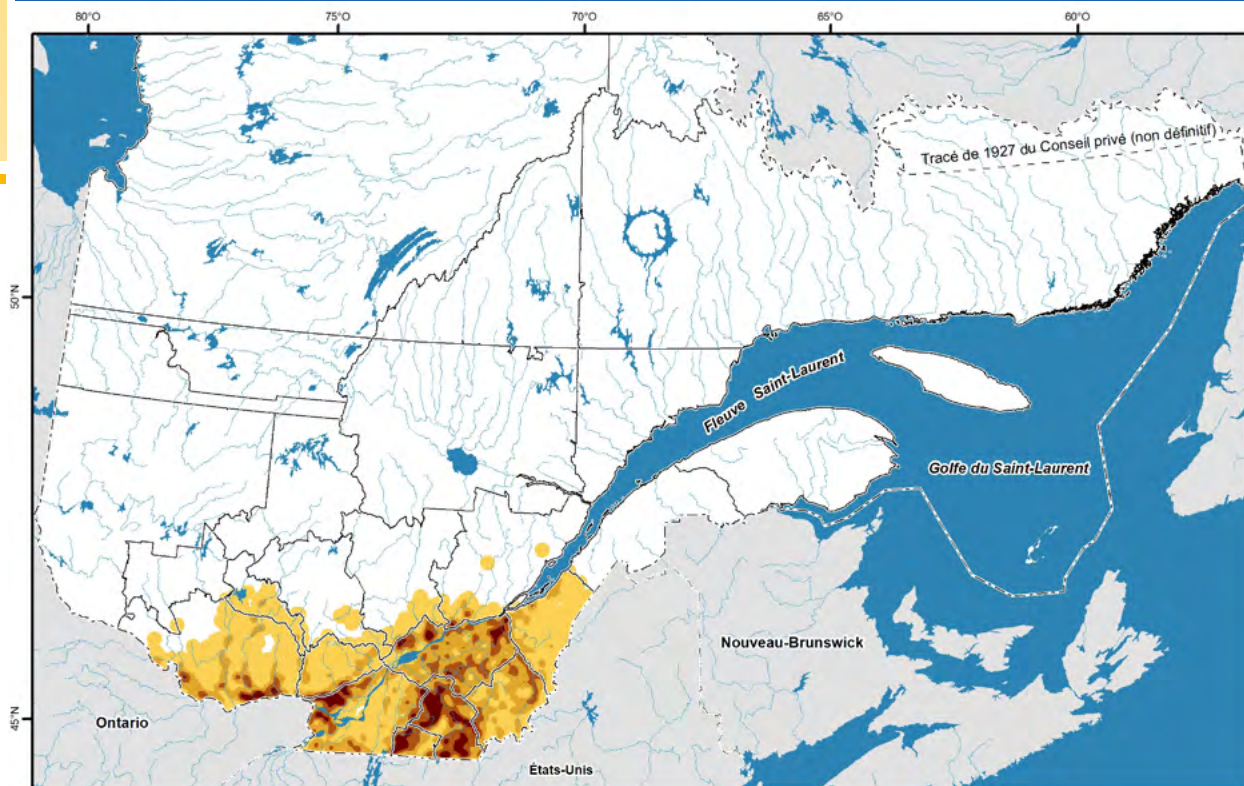 80°O 75°O 70°O 65°O 60°O
Tracé de 1927 du Conseil privé (non définitif)
50°N
Fleuve Saint-Laurent
Golfe du Saint-Laurent
Nouveau-Brunswick
45°N
Ontario
États-Unis